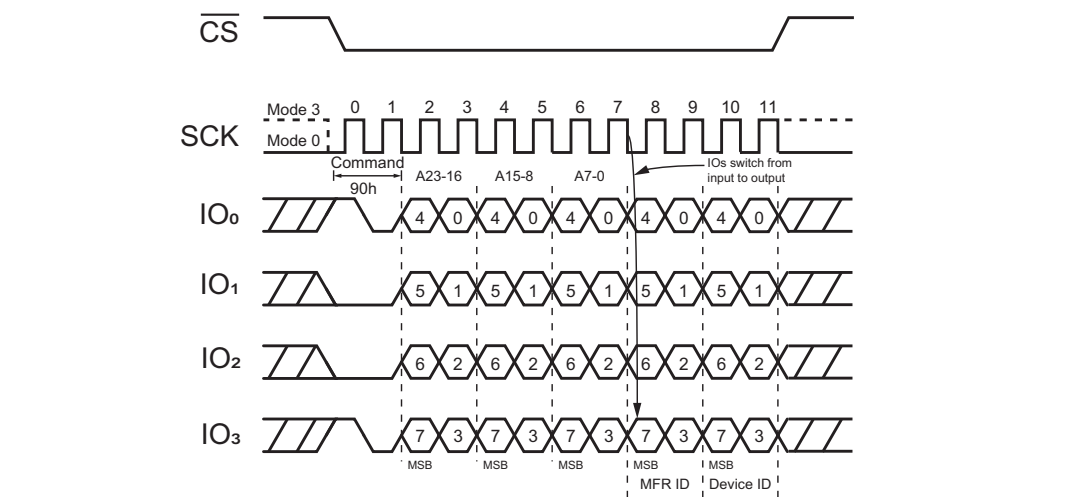 CS
Mode 3 0 1 2 3 4 5 6 7 8 9 10 11
SCK
Mode 0
Command A23-16 A15-8 A7-0 IOs switch from
input to output
90h
IO₀ 4 0 4 0 4 0 4 0 4 0
IO₁ 5 1 5 1 5 1 5 1 5 1
IO₂ 6 2 6 2 6 2 6 2 6 2
IO₃ 7 3 7 3 7 3 7 3 7 3
MSB MSB MSB MSB MSB
MFR ID Device ID